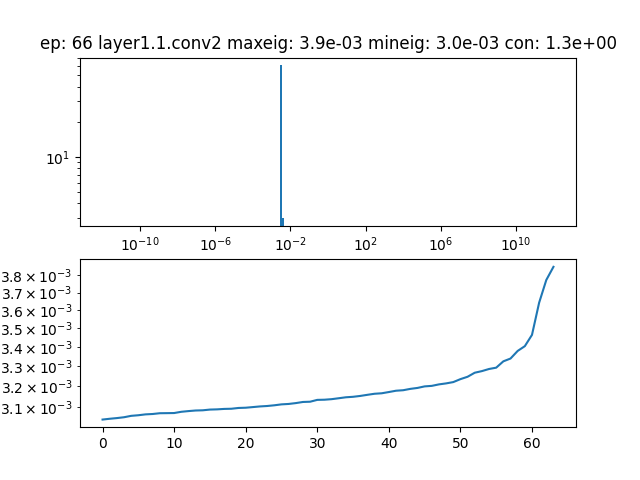 ep: 66 layer1.1.conv2 maxeig: 3.9e-03 mineig: 3.0e-03 con: 1.3e+00
10¹
10⁻¹⁰ 10⁻⁶ 10⁻² 10² 10⁶ 10¹⁰
3.8 × 10⁻³
3.7 × 10⁻³
3.6 × 10⁻³
3.5 × 10⁻³
3.4 × 10⁻³
3.3 × 10⁻³
3.2 × 10⁻³
3.1 × 10⁻³
0 10 20 30 40 50 60